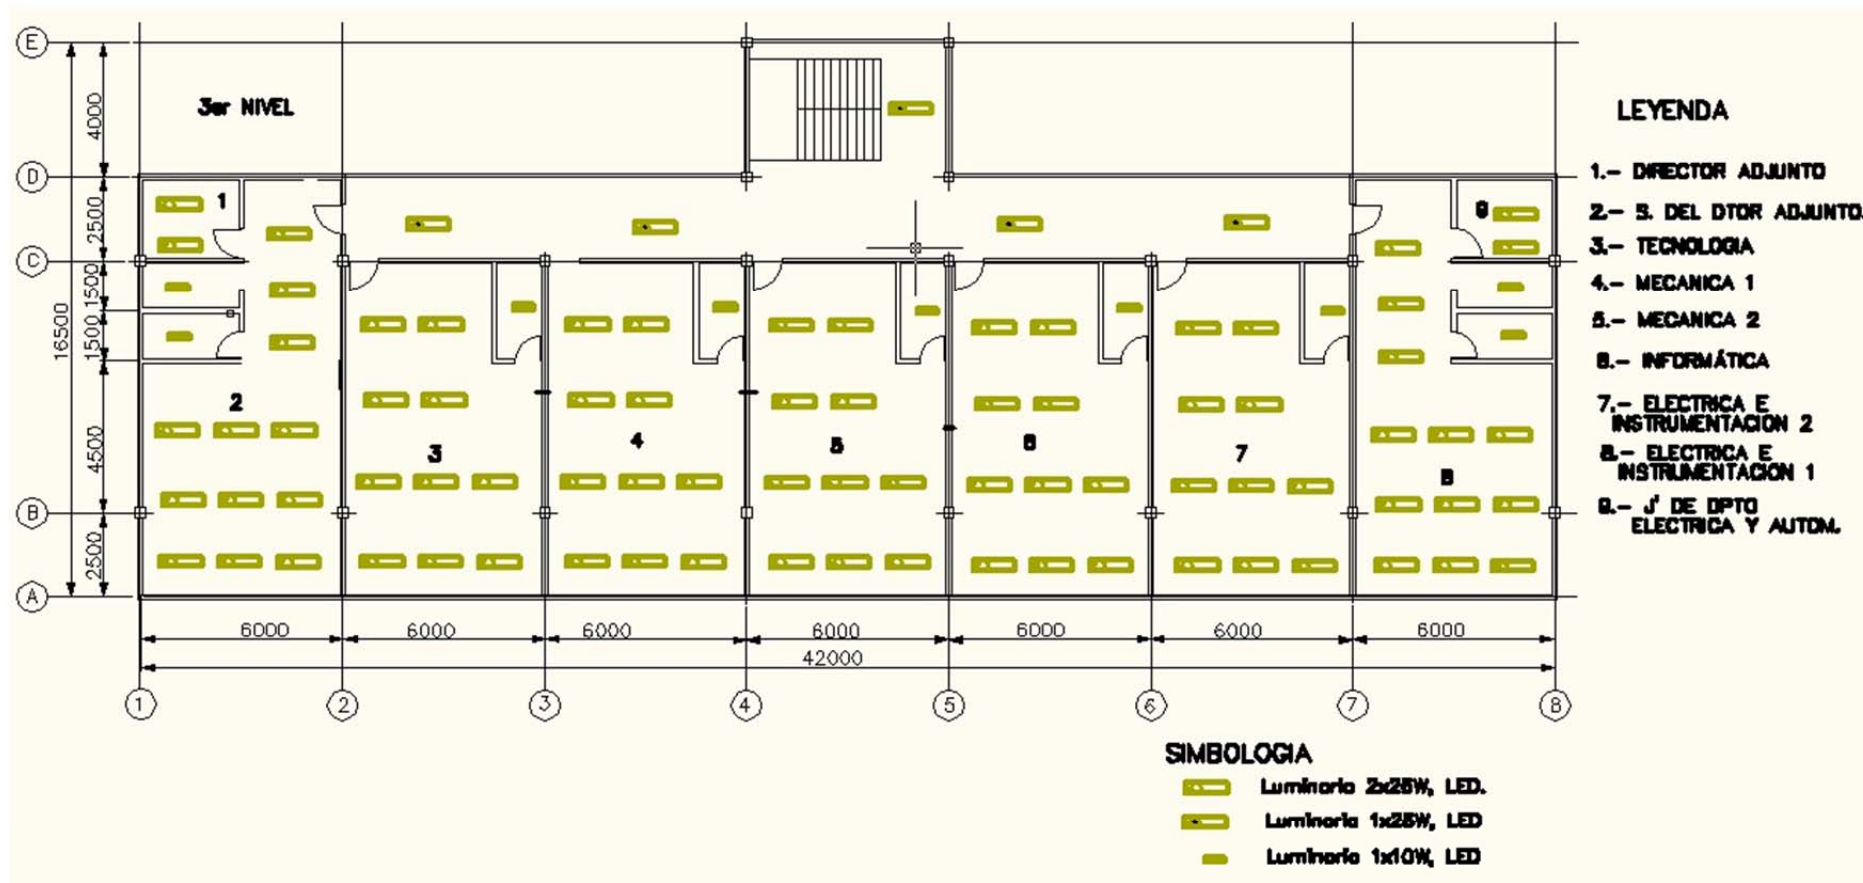 E
4000
3er NIVEL
LEYENDA
D
1.- DIRECTOR ADJUNTO
1
9
2.- S. DEL DTOR ADJUNTO.
2500
3.- TECNOLOGIA
C
4.- MECANICA 1
1500
5.- MECANICA 2
16500
1500
6.- INFORMÁTICA
2
7.- ELECTRICA E
INSTRUMENTACION 2
4500
3
4
5
6
7
8
8.- ELECTRICA E
INSTRUMENTACION 1
B
9.- J' DE DPTO
ELECTRICA Y AUTOM.
2500
A
6000
6000
6000
6000
6000
6000
6000
42000
1
2
3
4
5
6
7
8
SIMBOLOGIA
Luminaria 2x28W, LED.
Luminaria 1x28W, LED
Luminaria 1x10W, LED